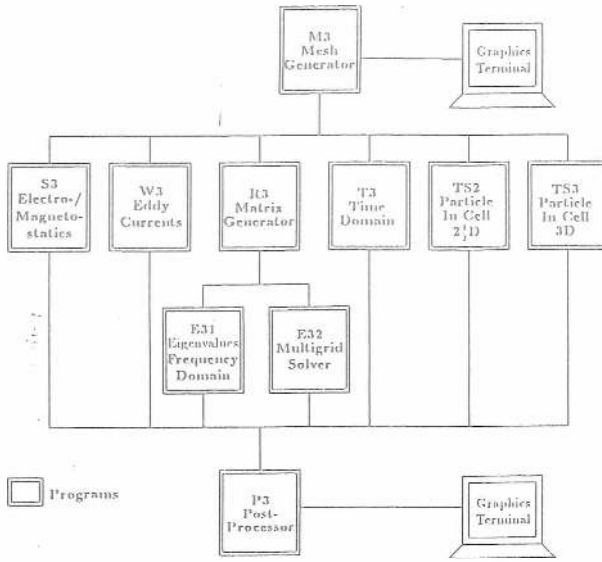 M3
Mesh
Generator
Graphics
Terminal
S3
Electro-/
Magneto-
statics
W3
Eddy
Currents
R3
Matrix
Generator
T3
Time
Domain
TS2
Particle
In Cell
2½D
TS3
Particle
In Cell
3D
E31
Eigenvalues
Frequency
Domain
E32
Multigrid
Solver
Programs
P3
Post-
Processor
Graphics
Terminal